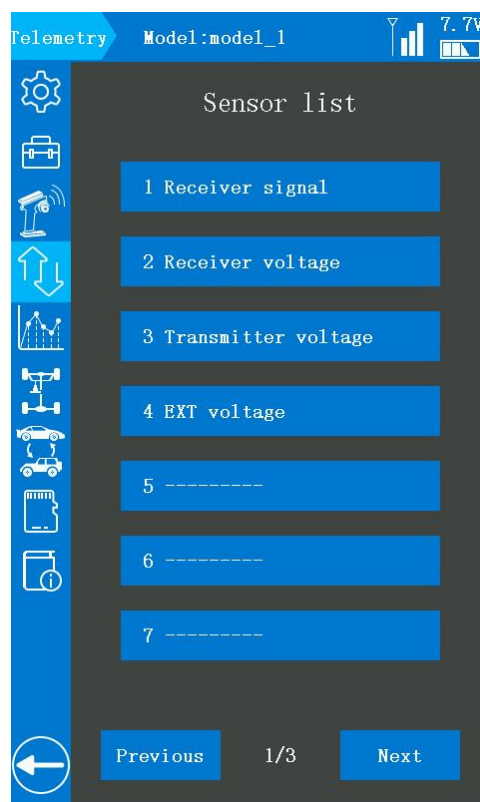 Telemetry Model:model_1 7.7V
Sensor list
1 Receiver signal
2 Receiver voltage
3 Transmitter voltage
4 EXT voltage
5 ---------
6 ---------
7 ---------
Previous 1/3 Next